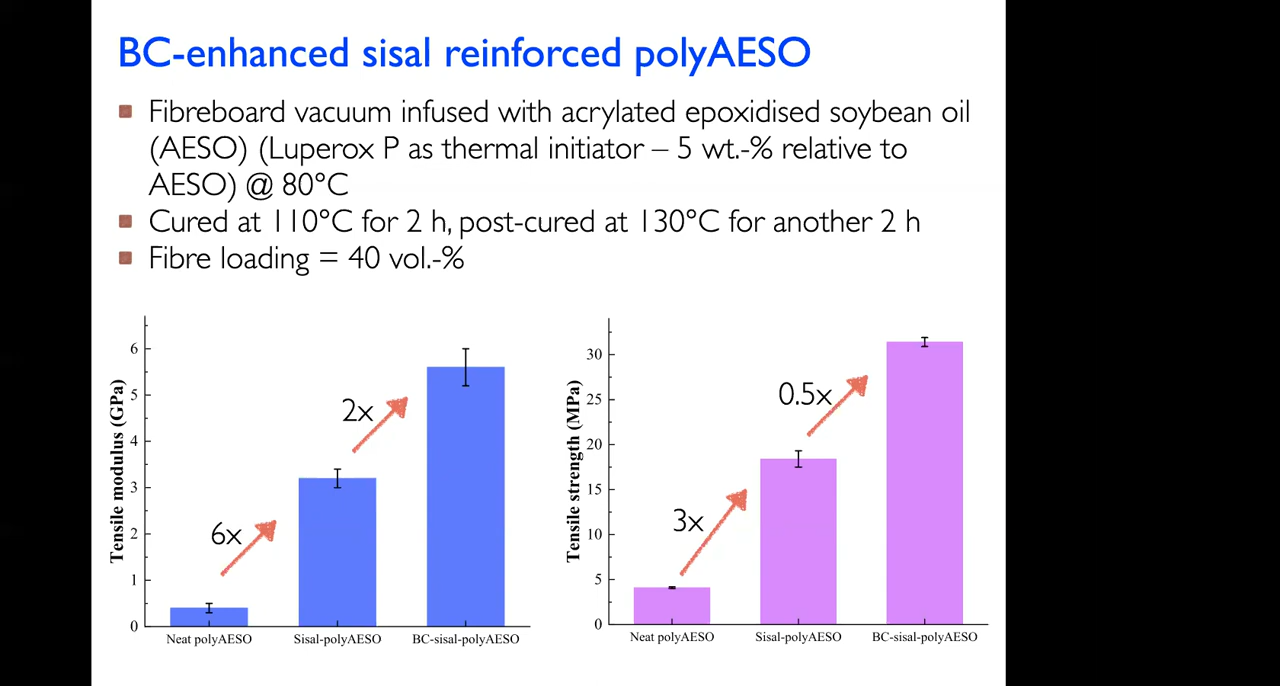 BC-enhanced sisal reinforced polyAESO
Fibreboard vacuum infused with acrylated epoxidised soybean oil
(AESO) (Luperox P as thermal initiator – 5 wt.-% relative to
AESO) @ 80°C
Cured at 110°C for 2 h, post-cured at 130°C for another 2 h
Fibre loading = 40 vol.-%
Tensile modulus (GPa)
6
5
4
3
2
1
0
6x
2x
Neat polyAESO
Sisal-polyAESO
BC-sisal-polyAESO
Tensile strength (MPa)
30
25
20
15
10
5
0
3x
0.5x
Neat polyAESO
Sisal-polyAESO
BC-sisal-polyAESO